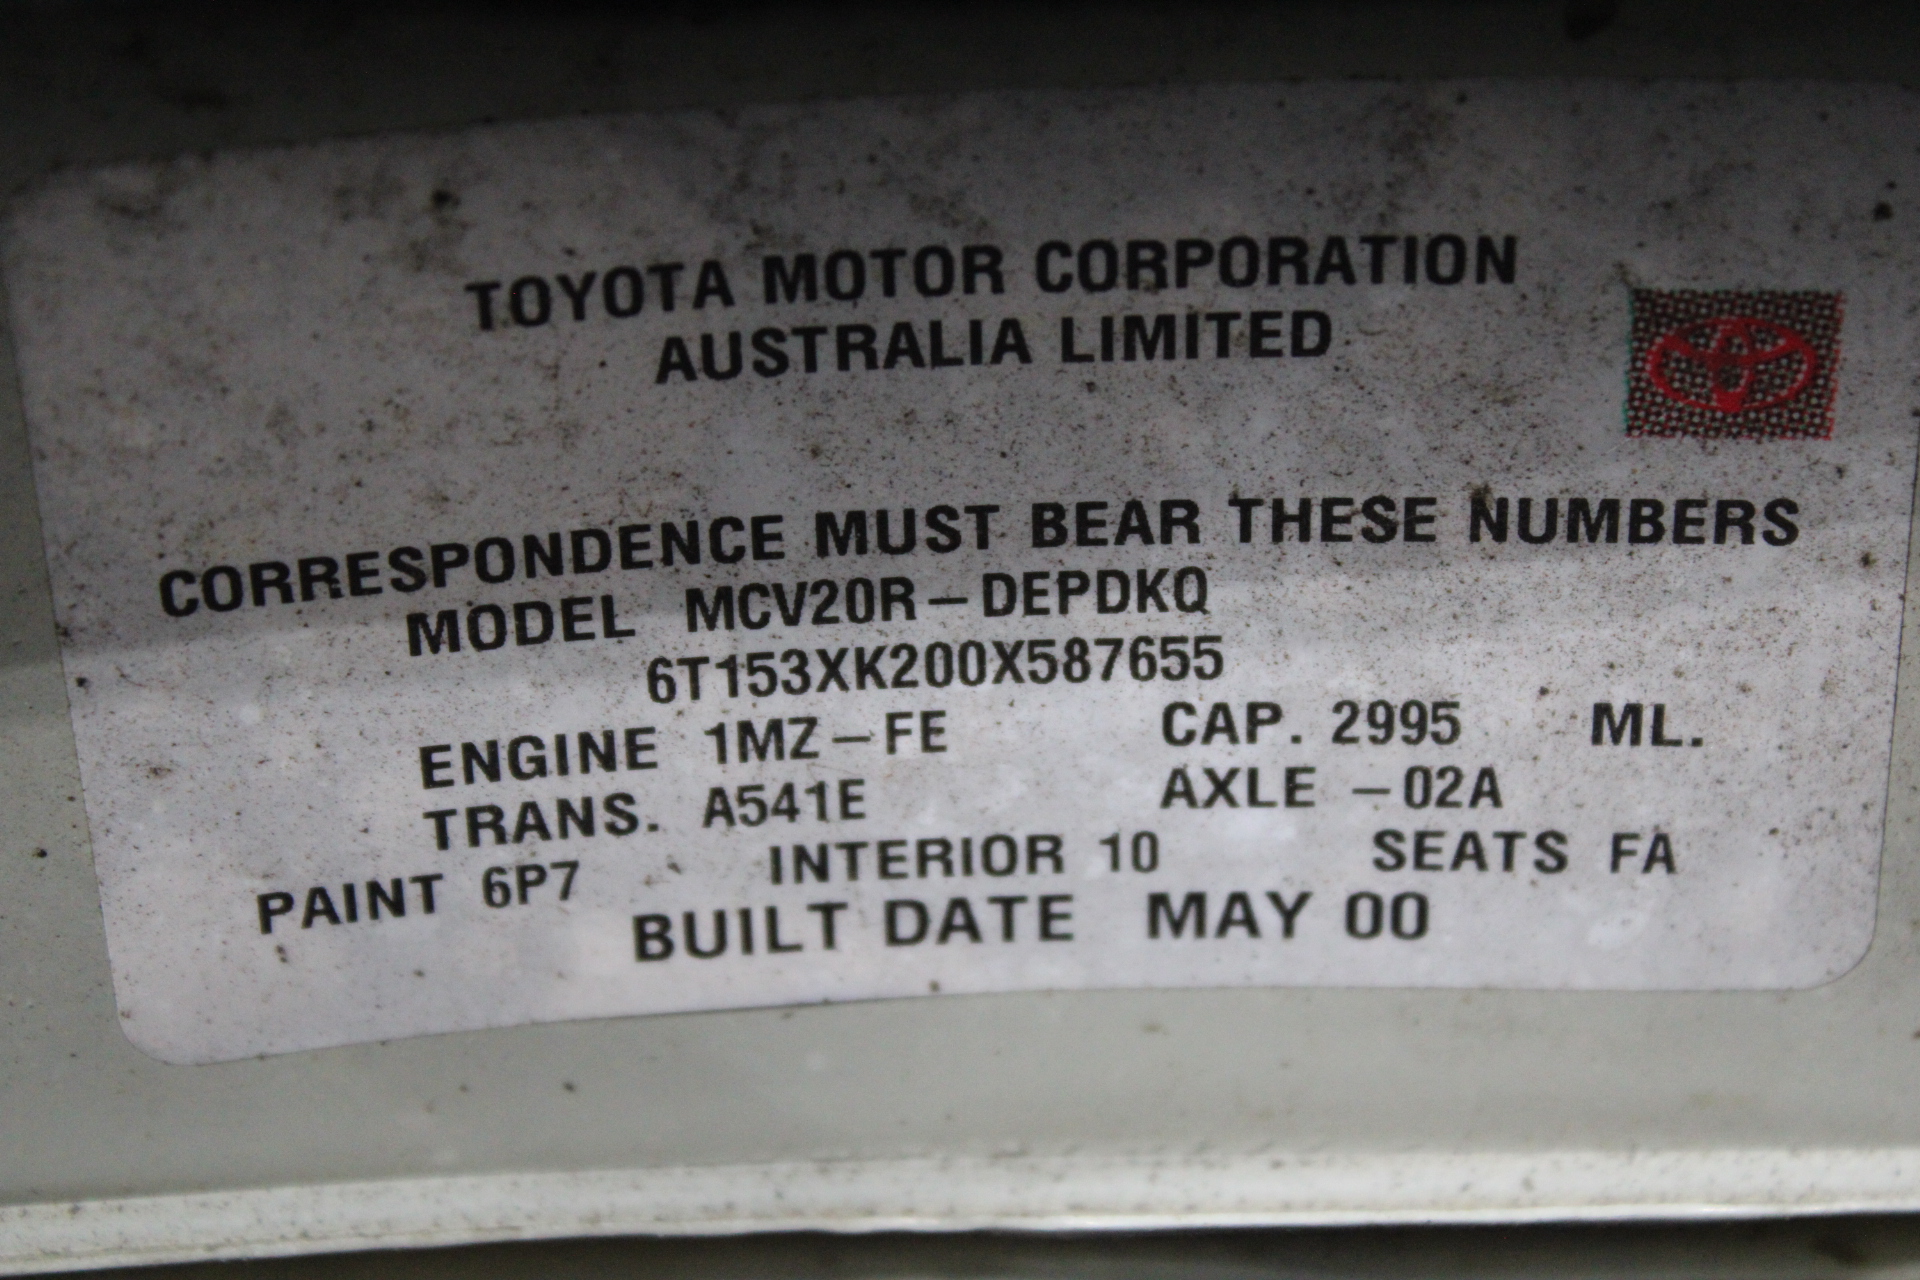 TOYOTA MOTOR CORPORATION
AUSTRALIA LIMITED
CORRESPONDENCE MUST BEAR THESE NUMBERS
MODEL MCV20R-DEPDKQ
6T153XK200X587655
ENGINE 1MZ-FE CAP. 2995 ML.
TRANS. A541E AXLE -02A
PAINT 6P7 INTERIOR 10 SEATS FA
BUILT DATE MAY 00